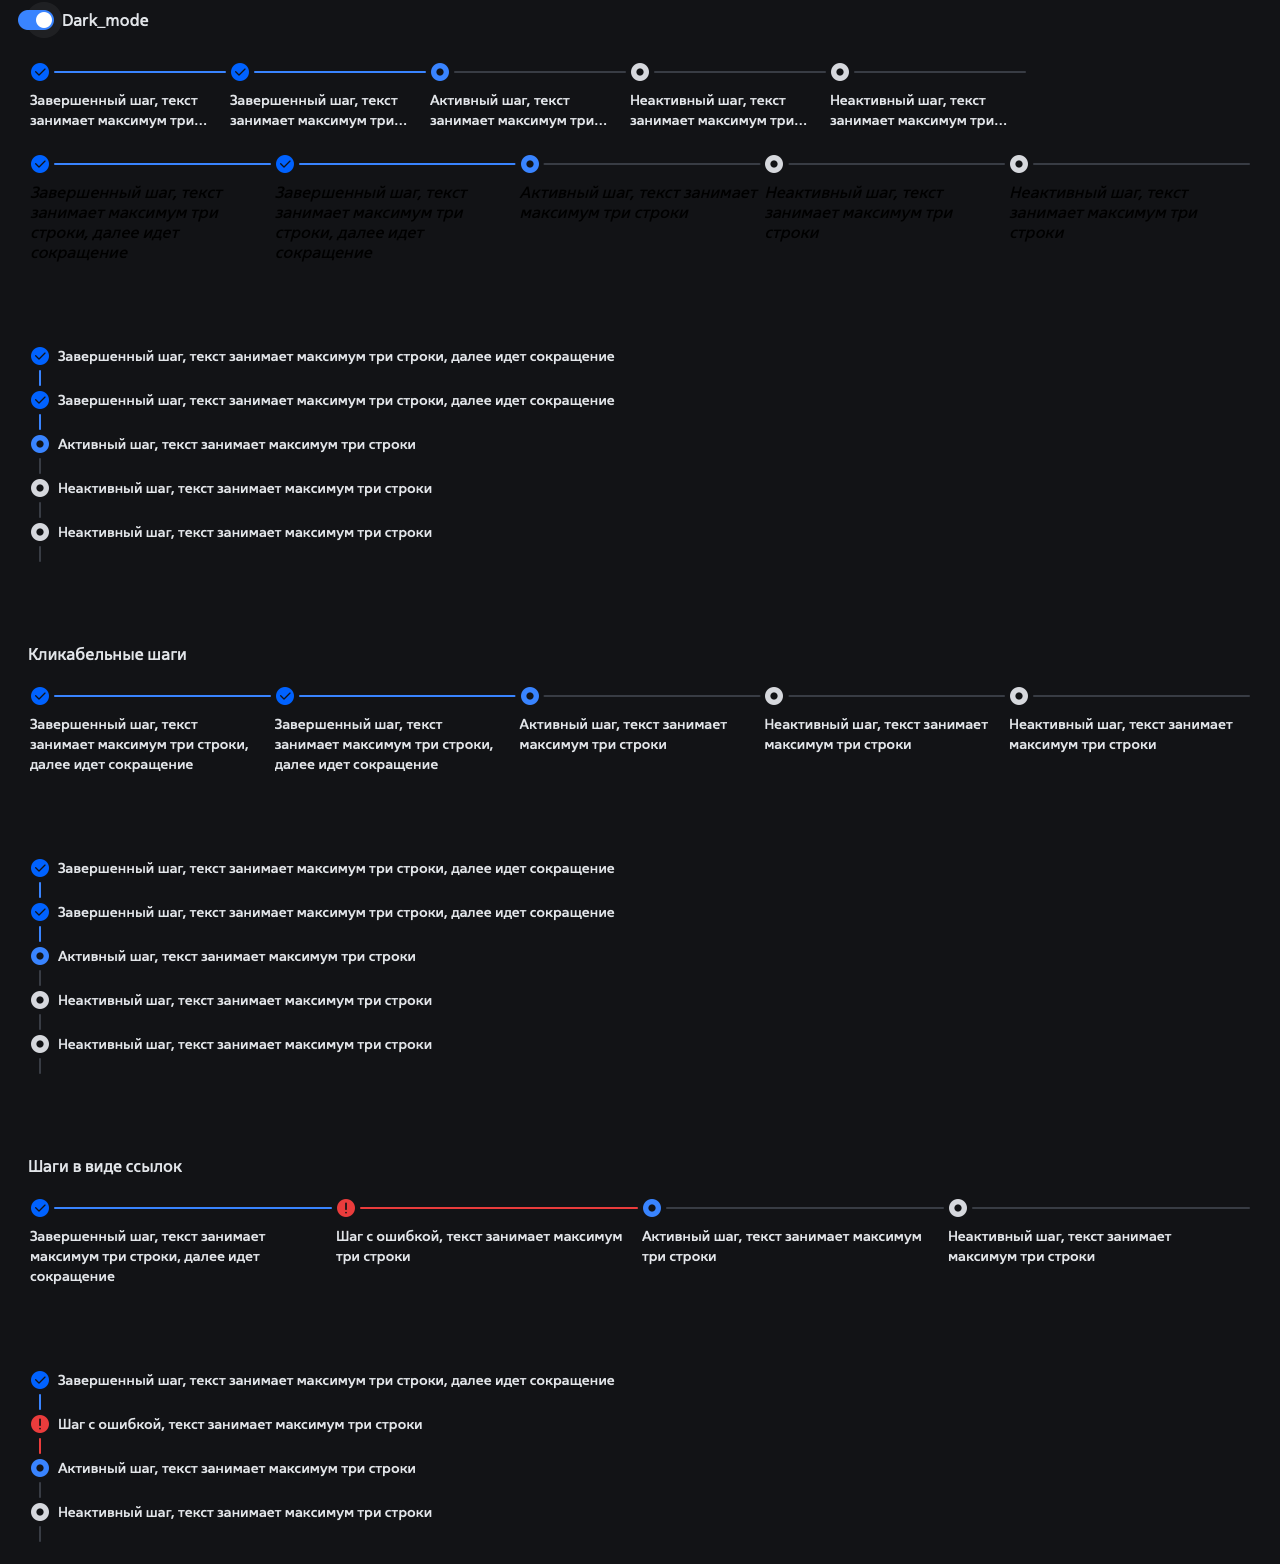 Dark_mode
Завершенный шаг, текст занимает максимум три...
Завершенный шаг, текст занимает максимум три...
Активный шаг, текст занимает максимум три...
Неактивный шаг, текст занимает максимум три...
Неактивный шаг, текст занимает максимум три...
Завершенный шаг, текст занимает максимум три строки, далее идет сокращение
Завершенный шаг, текст занимает максимум три строки, далее идет сокращение
Активный шаг, текст занимает максимум три строки
Неактивный шаг, текст занимает максимум три строки
Неактивный шаг, текст занимает максимум три строки
Завершенный шаг, текст занимает максимум три строки, далее идет сокращение
Завершенный шаг, текст занимает максимум три строки, далее идет сокращение
Активный шаг, текст занимает максимум три строки
Неактивный шаг, текст занимает максимум три строки
Неактивный шаг, текст занимает максимум три строки
Кликабельные шаги
Завершенный шаг, текст занимает максимум три строки, далее идет сокращение
Завершенный шаг, текст занимает максимум три строки, далее идет сокращение
Активный шаг, текст занимает максимум три строки
Неактивный шаг, текст занимает максимум три строки
Неактивный шаг, текст занимает максимум три строки
Завершенный шаг, текст занимает максимум три строки, далее идет сокращение
Завершенный шаг, текст занимает максимум три строки, далее идет сокращение
Активный шаг, текст занимает максимум три строки
Неактивный шаг, текст занимает максимум три строки
Неактивный шаг, текст занимает максимум три строки
Шаги в виде ссылок
Завершенный шаг, текст занимает максимум три строки, далее идет сокращение
Шаг с ошибкой, текст занимает максимум три строки
Активный шаг, текст занимает максимум три строки
Неактивный шаг, текст занимает максимум три строки
Завершенный шаг, текст занимает максимум три строки, далее идет сокращение
Шаг с ошибкой, текст занимает максимум три строки
Активный шаг, текст занимает максимум три строки
Неактивный шаг, текст занимает максимум три строки